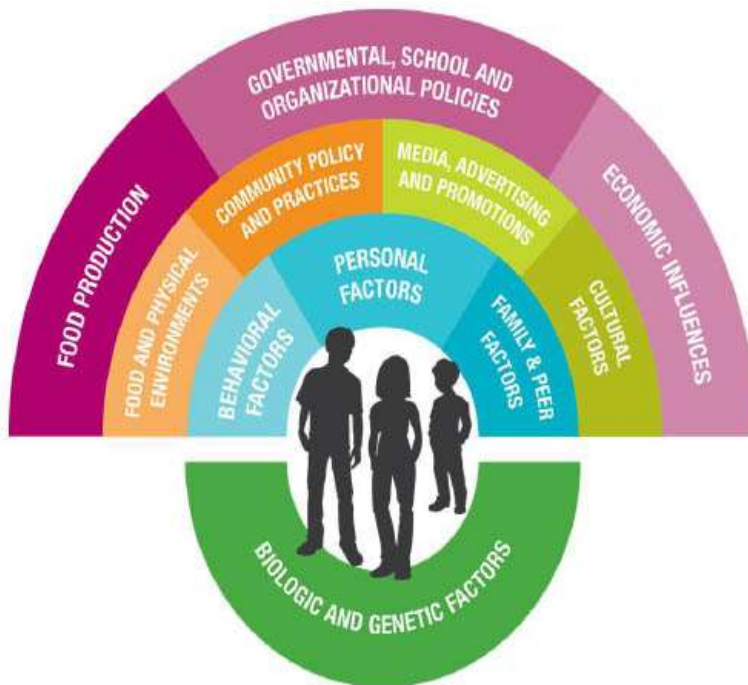 GOVERNMENTAL, SCHOOL AND
ORGANIZATIONAL POLICIES
FOOD PRODUCTION
ECONOMIC INFLUENCES
COMMUNITY POLICY
AND PRACTICES
MEDIA, ADVERTISING
AND PROMOTIONS
FOOD AND PHYSICAL
ENVIRONMENTS
CULTURAL
FACTORS
PERSONAL
FACTORS
BEHAVIORAL
FACTORS
FAMILY & PEER
FACTORS
BIOLOGIC AND GENETIC FACTORS